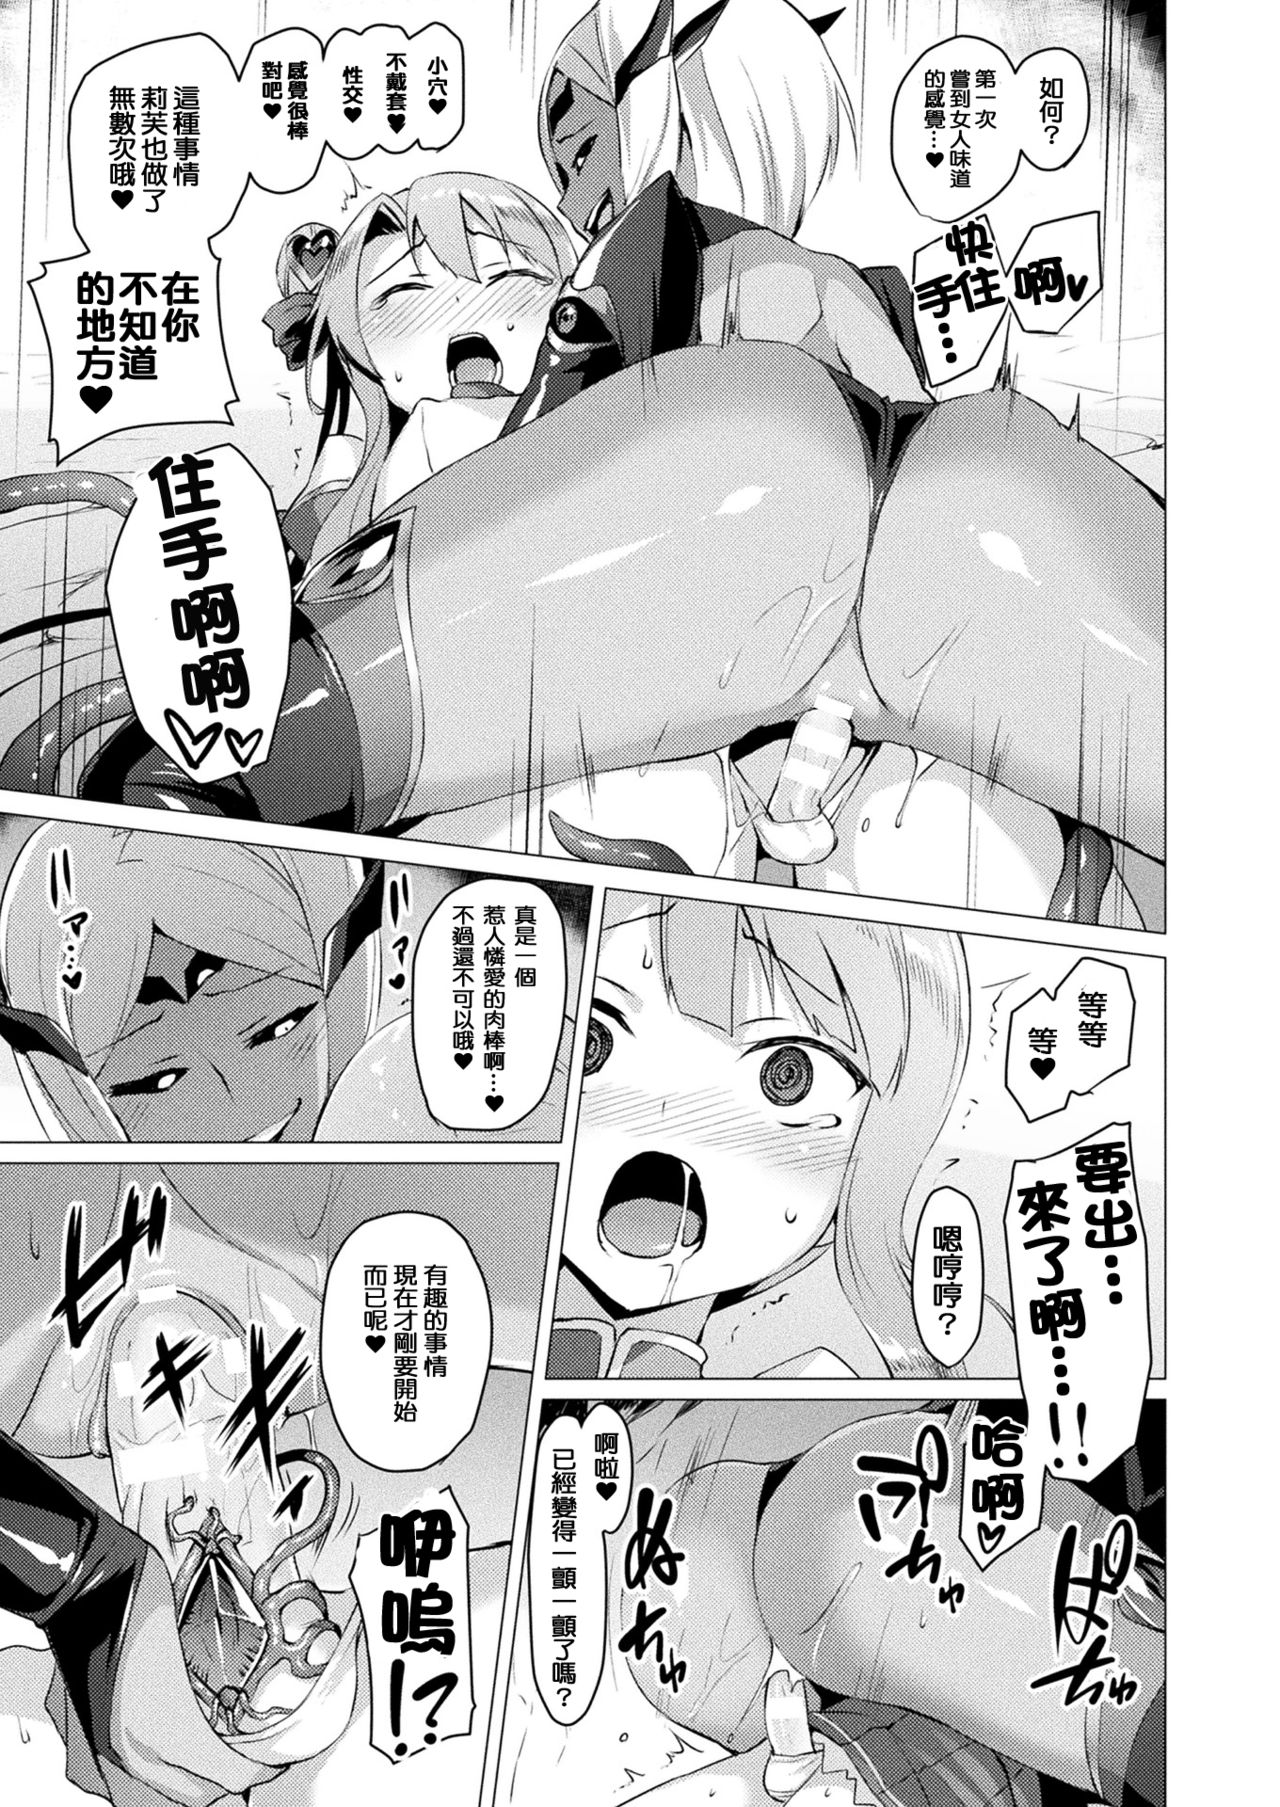 如何？
第一次
嘗到女人味道
的感覺…♥
啊♥
快
住
手…
小穴♥
不戴套♥
性交♥
感覺很棒
對吧♥
這種事情
莉芙也做了
無數次哦♥
在你
不知道
的地方♥
住手啊啊
啊♥♥
等等
等♥
要出…
來了啊…!!
嗯哼哼？
真是一個
惹人憐愛的肉棒啊…♥
不過還不可以哦♥
ハァ…
ハァ…
哈啊♥
啊啦♥
已經變得一顫一顫了嗎？
ぱちゅ
ぱちゅ
ぬちゅ
有趣的事情
現在才剛要開始
而已呢♥
咿嗚!?